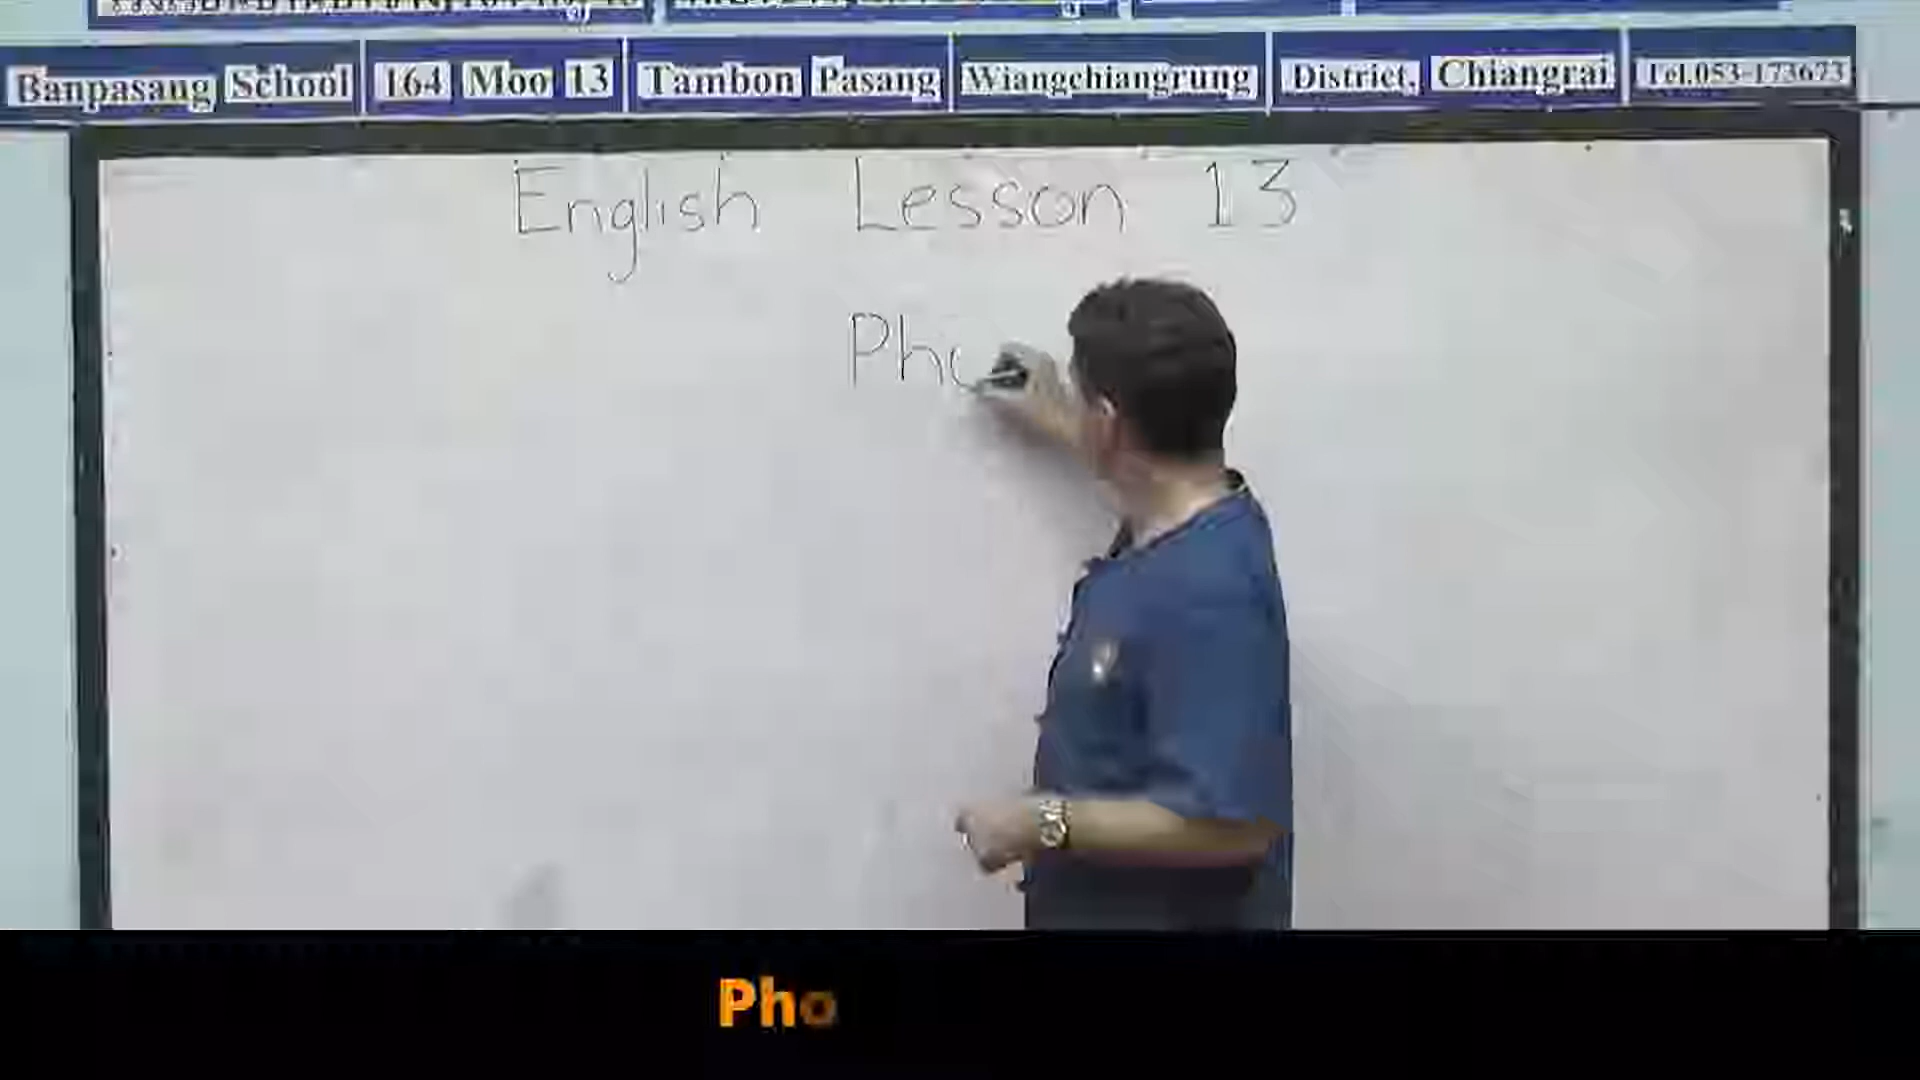 Banpasang School 164 Moo 13 Tambon Pasang Wiangchiangrung District, Chiangrai Tel.053-173673
English Lesson 13
Pho
Pho